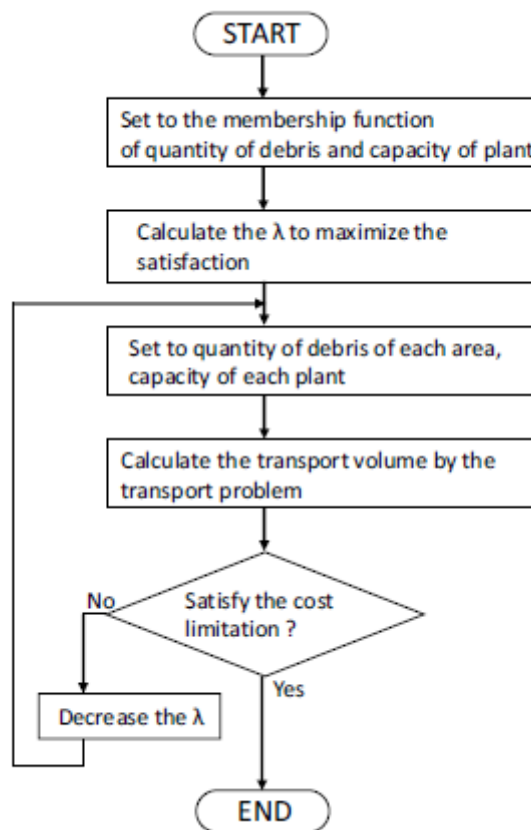 START
Set to the membership function
of quantity of debris and capacity of plant
Calculate the λ to maximize the
satisfaction
Set to quantity of debris of each area,
capacity of each plant
Calculate the transport volume by the
transport problem
Satisfy the cost
limitation ?
No
Yes
Decrease the λ
END